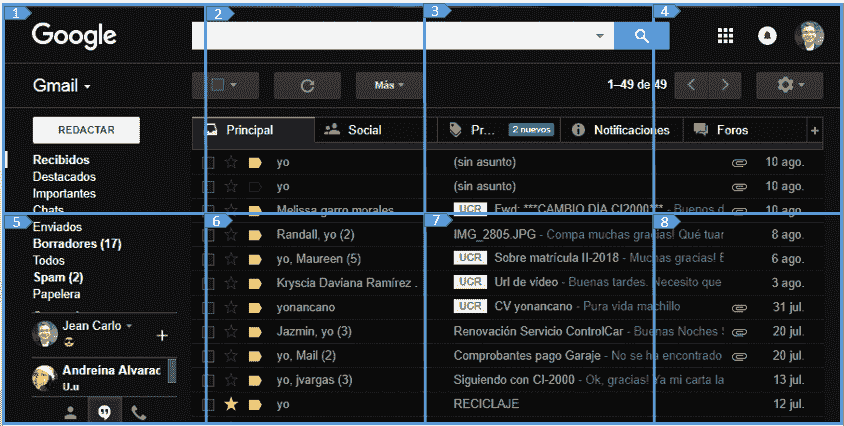 1 2 3 4
Google
Gmail Más 1–49 de 49
REDACTAR Principal Social Pr... 2 nuevos Notificaciones Foros +
Recibidos yo (sin asunto) 10 ago.
Destacados
Importantes yo (sin asunto) 10 ago.
Chats Melissa garro morales UCR Fwd: ***CAMBIO DÍA CI2000*** - Buenos d 10 ago.
5 6 7 8
Enviados Randall, yo (2) IMG_2805.JPG - Compa muchas gracias! Qué tuan 8 ago.
Borradores (17)
Todos yo, Maureen (5) UCR Sobre matrícula II-2018 - Muchas gracias! E 6 ago.
Spam (2) Kryscia Daviana Ramírez . UCR Url de video - Buenas tardes. Necesito que 3 ago.
Papelera yonancano UCR CV yonancano - Pura vida machillo 31 jul.
Jean Carlo + Jazmin, yo (3) Renovación Servicio ControlCar - Buenas Noches S 20 jul.
yo, Mail (2) Comprobantes pago Garaje - No se ha encontrado 20 jul.
Andreina Alvarad yo, jvargas (3) Siguiendo con CI-2000 - Ok, gracias! Ya mi carta la 13 jul.
U.u
yo RECICLAJE 12 jul.